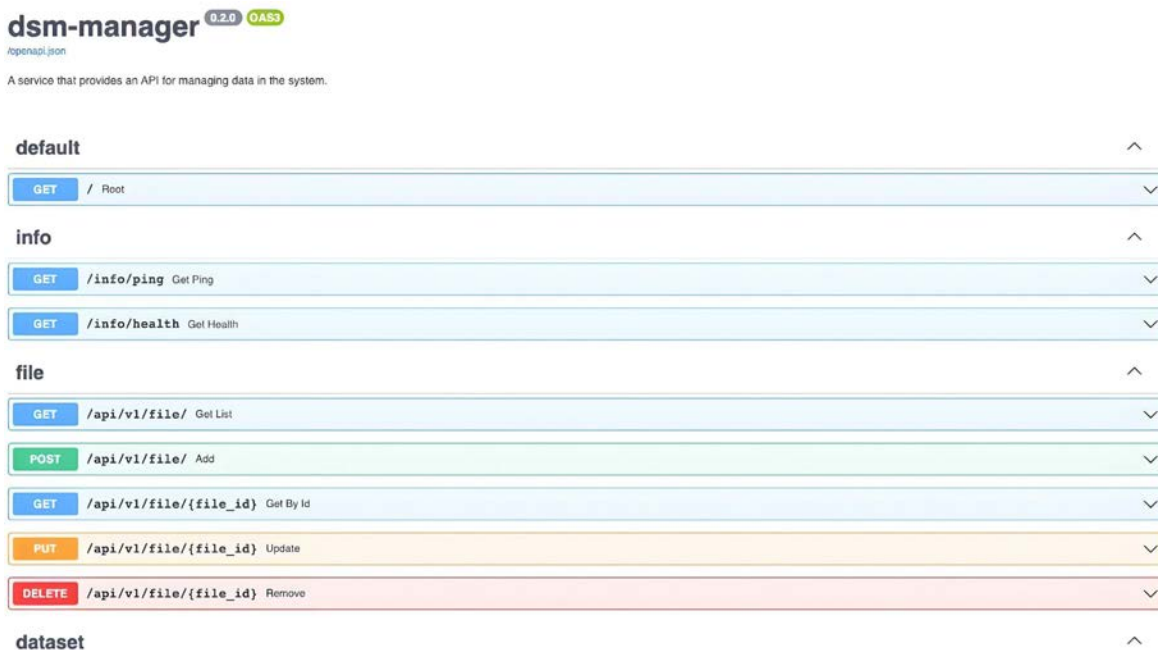 dsm-manager 0.2.0 OAS3
/openapi.json
A service that provides an API for managing data in the system.
default
GET / Root
info
GET /info/ping Get Ping
GET /info/health Get Health
file
GET /api/v1/file/ Get List
POST /api/v1/file/ Add
GET /api/v1/file/{file_id} Get By Id
PUT /api/v1/file/{file_id} Update
DELETE /api/v1/file/{file_id} Remove
dataset